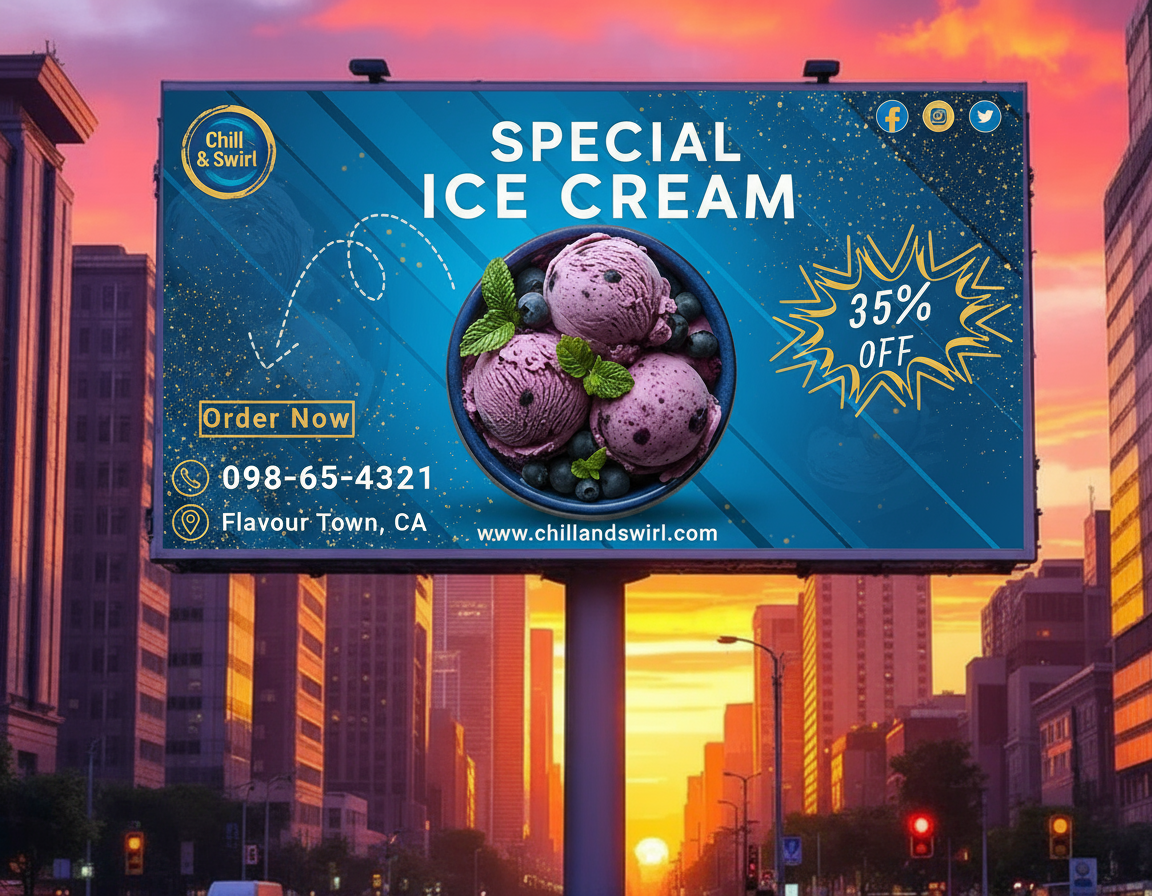 Chill
& Swirl
SPECIAL
ICE CREAM
35%
OFF
Order Now
098-65-4321
Flavour Town, CA
www.chillandswirl.com